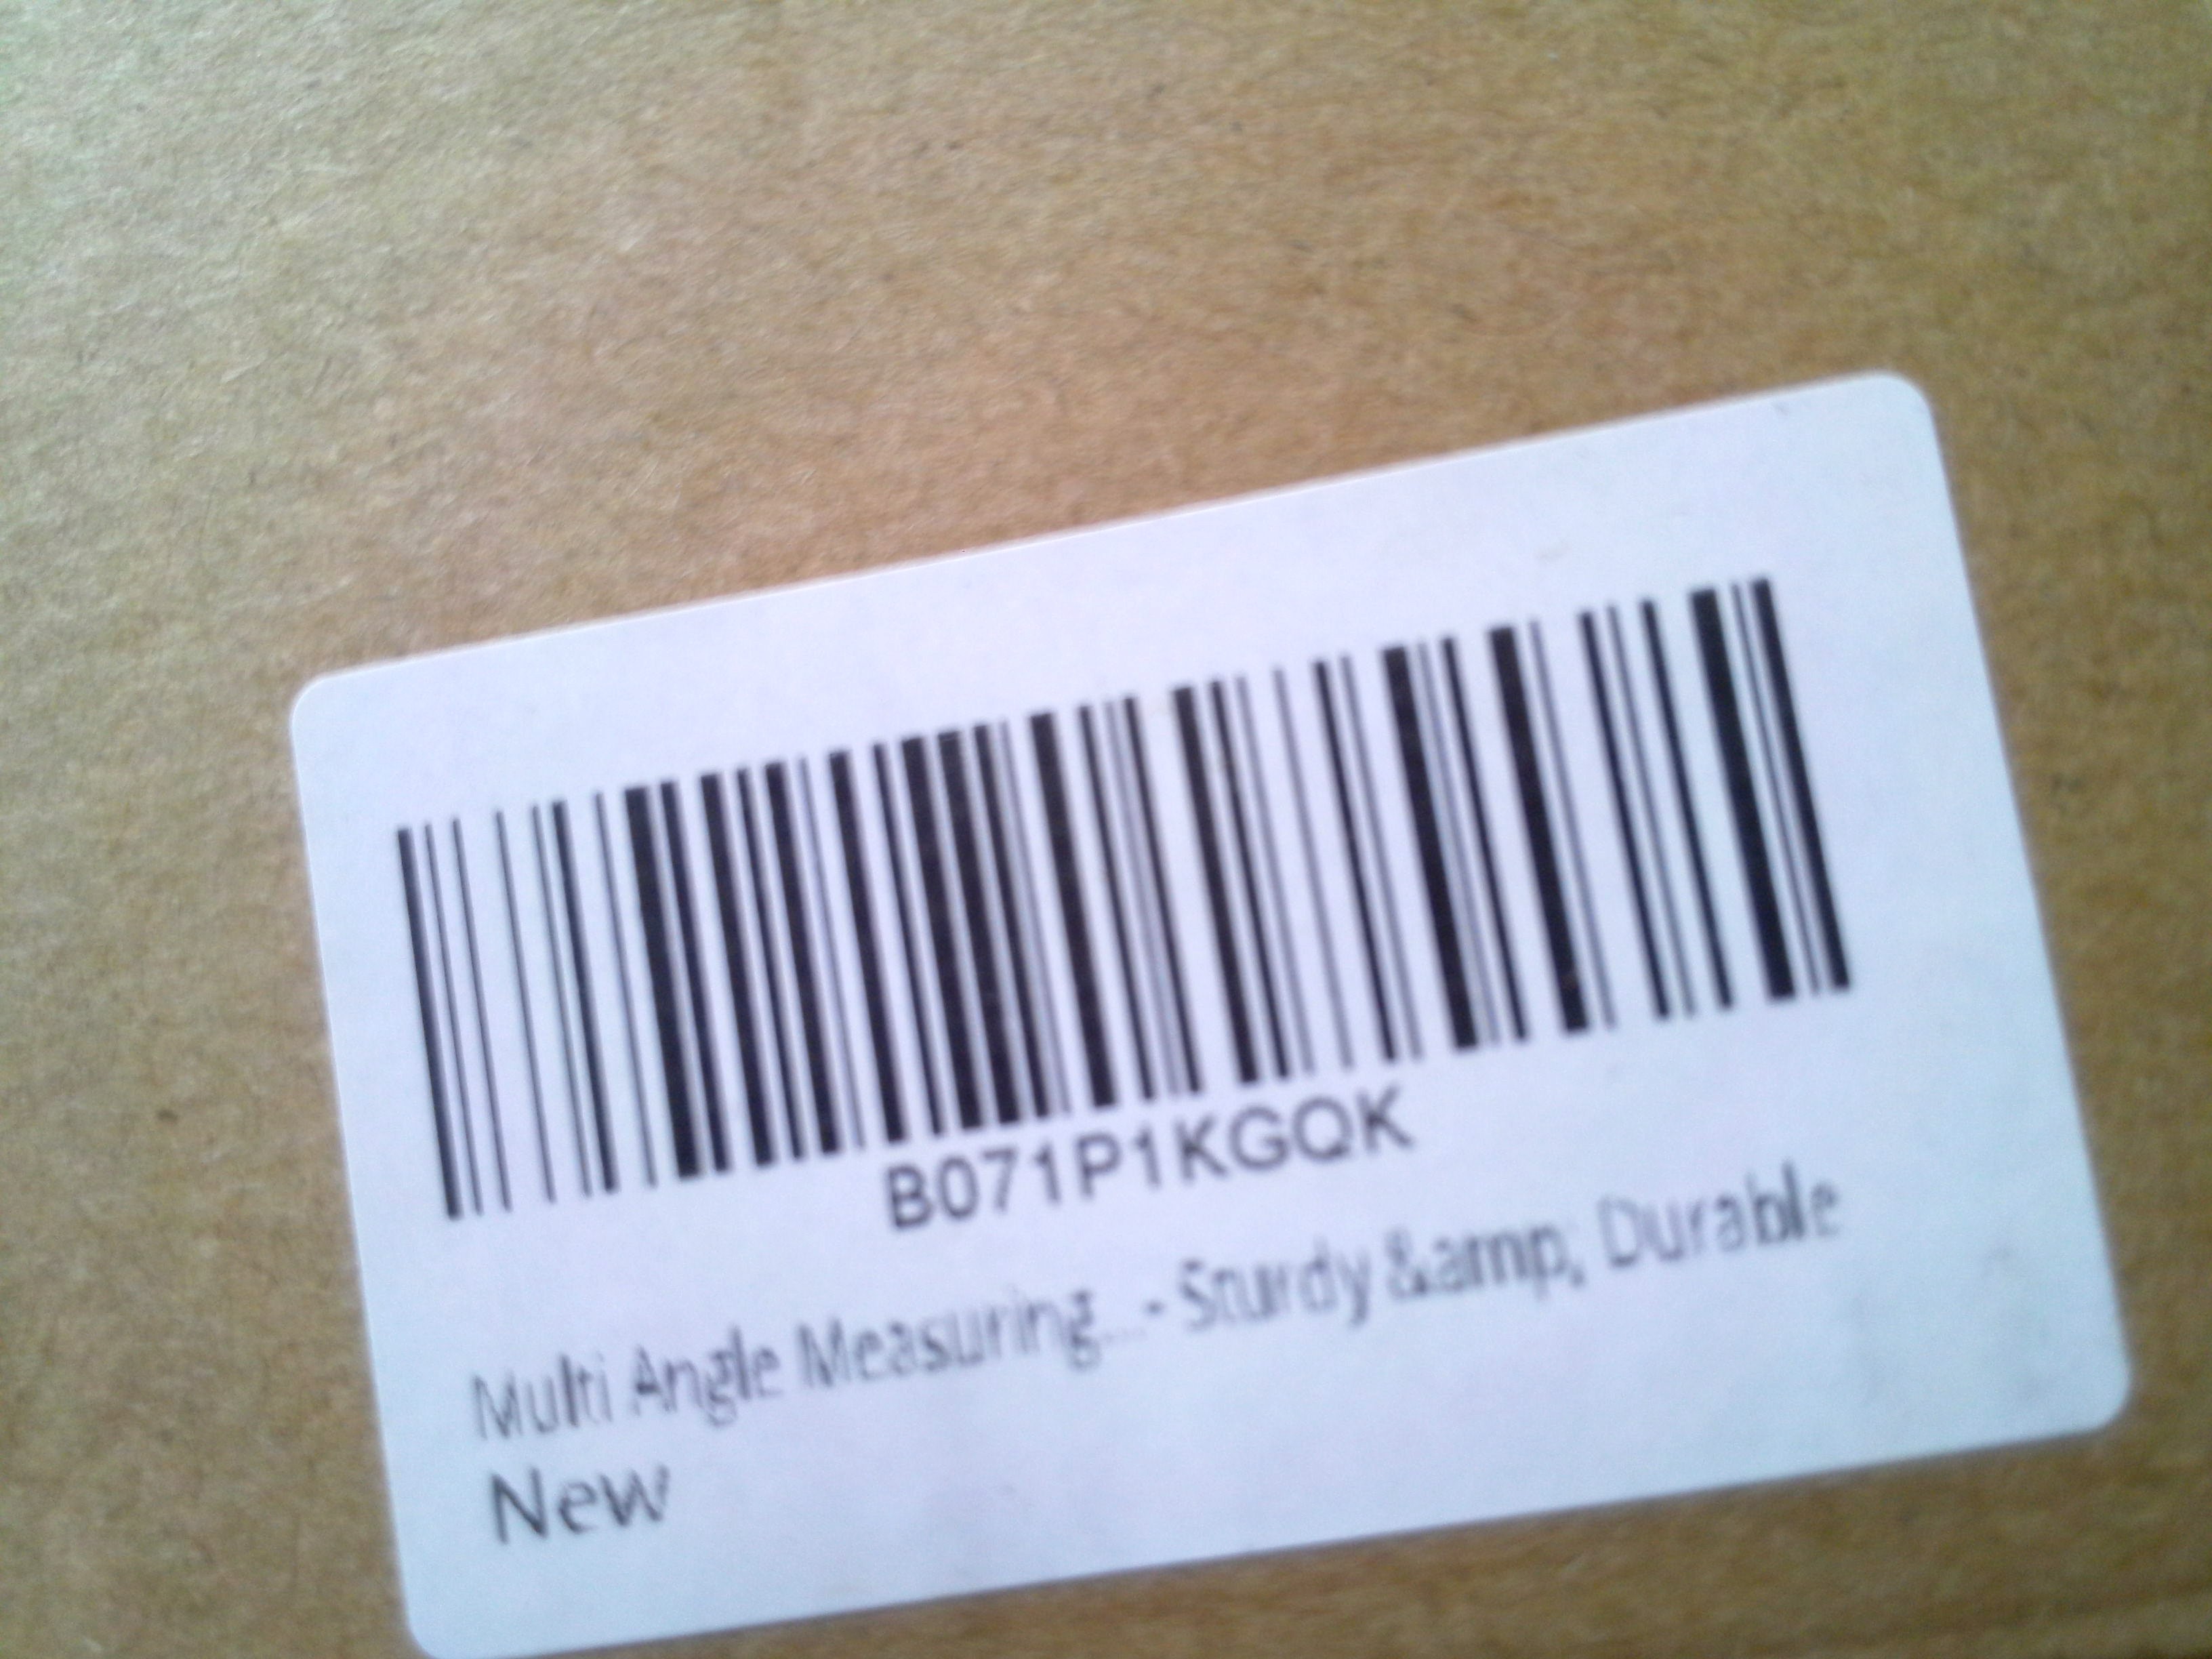 B071P1KGQK
Multi Angle Measuring...- Sturdy &amp; Durable
New